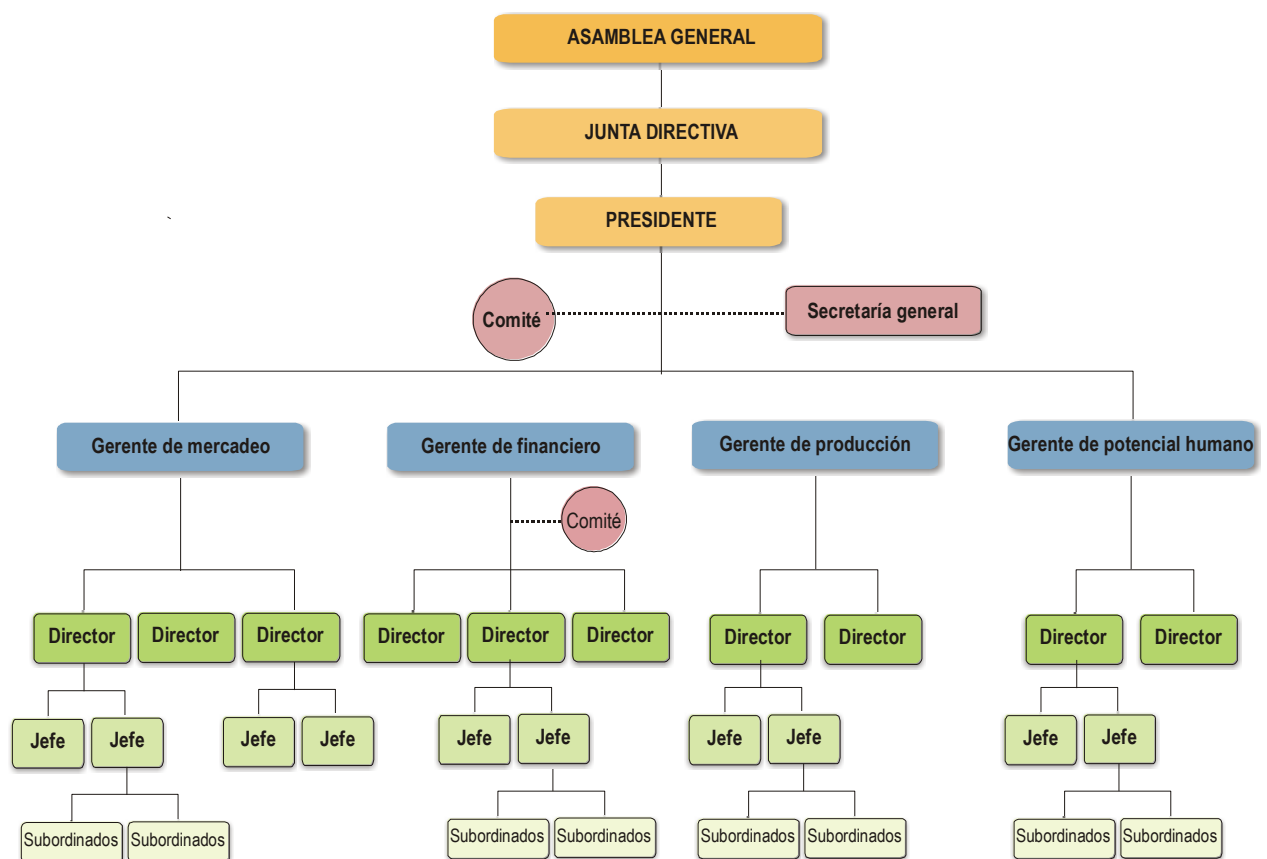 ASAMBLEA GENERAL
JUNTA DIRECTIVA
PRESIDENTE
Comité
Secretaría general
Gerente de mercadeo
Gerente de financiero
Gerente de producción
Gerente de potencial humano
Comité
Director
Director
Director
Director
Director
Director
Director
Director
Director
Director
Jefe
Jefe
Jefe
Jefe
Jefe
Jefe
Jefe
Jefe
Jefe
Jefe
Subordinados
Subordinados
Subordinados
Subordinados
Subordinados
Subordinados
Subordinados
Subordinados